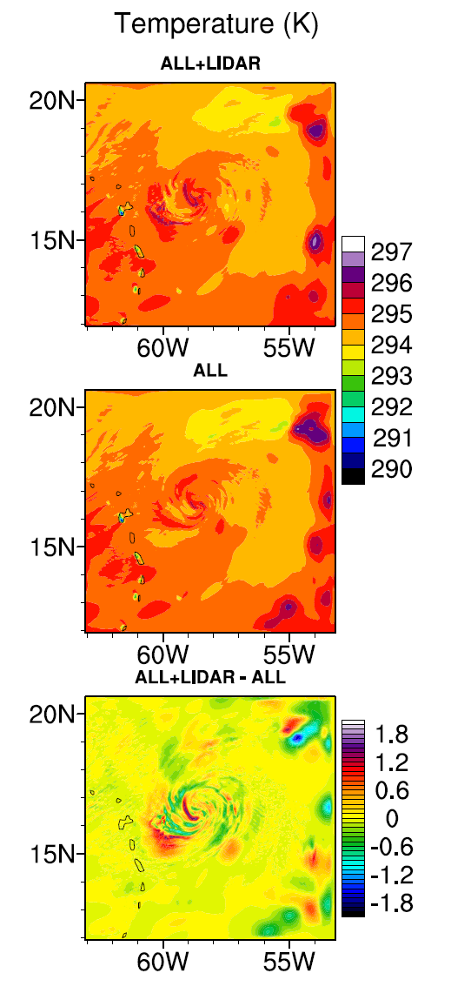 Temperature (K)
ALL+LIDAR
20N
15N
60W 55W
297
296
295
294
293
292
291
290
ALL
20N
15N
60W 55W
ALL+LIDAR - ALL
20N
15N
60W 55W
1.8
1.2
0.6
0
-0.6
-1.2
-1.8